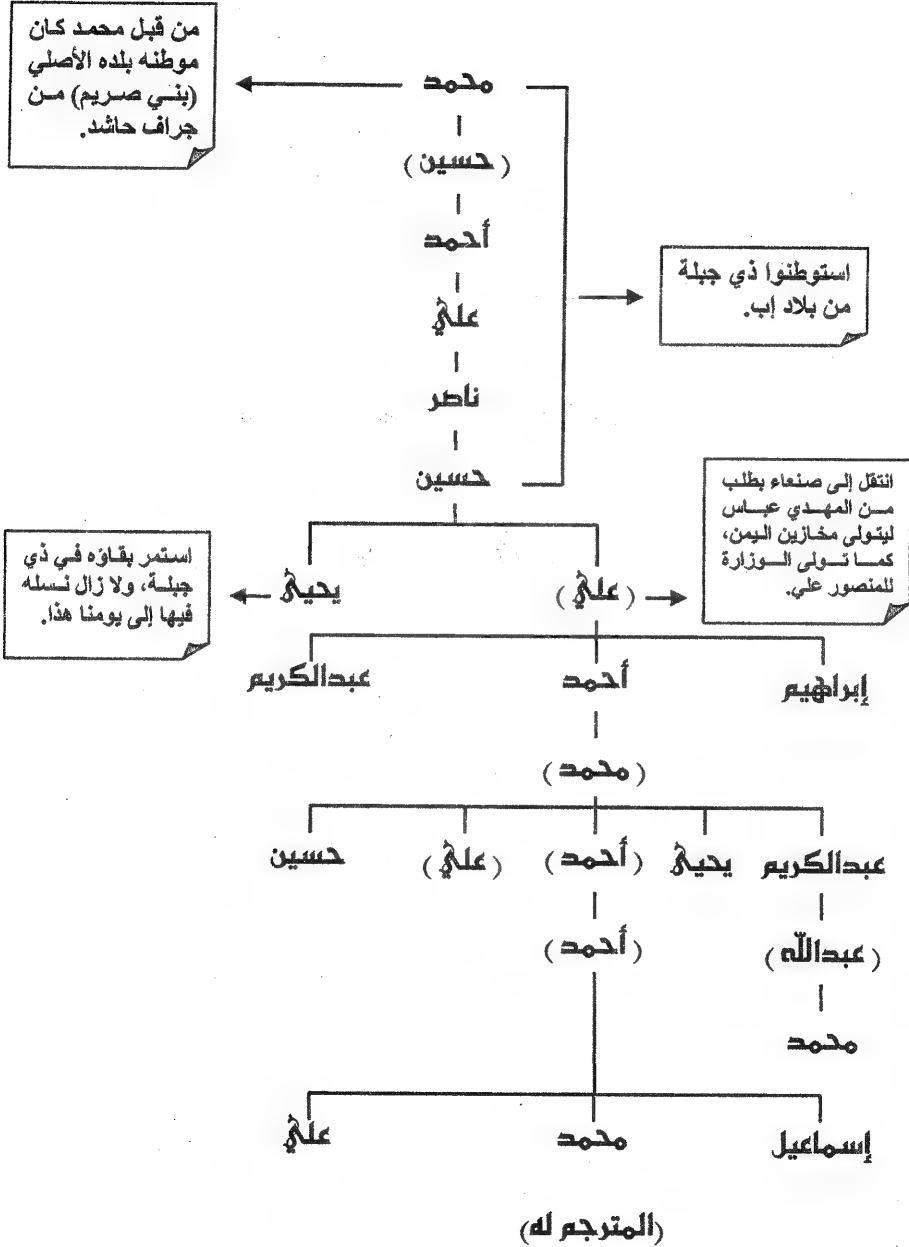 من قبل محمد كان
موطنه بلده الأصلي
(بني صريم) من
جراف حاشد.
محمد
(حسين)
أحمد
استوطنوا ذي جبلة
من بلاد إب.
علي
ناصر
حسين
انتقل إلى صنعاء بطلب
من المهدي عباس
ليتولى مخازين اليمن،
كما تولى الوزارة
للمنصور علي.
(علي)
يحيى
استمر بقاؤه في ذي
جبلة، ولا زال نسله
فيها إلى يومنا هذا.
إبراهيم أحمد عبدالكريم
(محمد)
عبدالكريم يحيى (أحمد) (علي) حسين
(عبدالله) (أحمد)
محمد
إسماعيل محمد علي
(المترجم له)